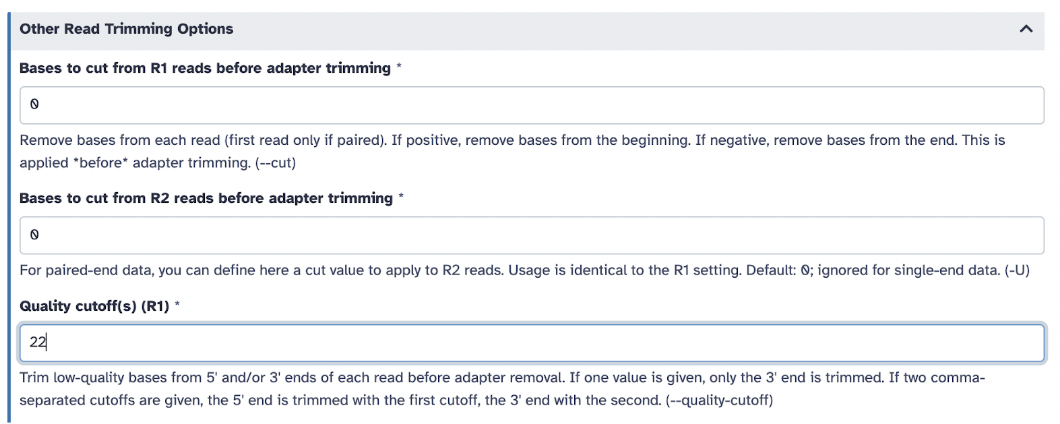 Other Read Trimming Options
Bases to cut from R1 reads before adapter trimming *
0
Remove bases from each read (first read only if paired). If positive, remove bases from the beginning. If negative, remove bases from the end. This is
applied *before* adapter trimming. (--cut)
Bases to cut from R2 reads before adapter trimming *
0
For paired-end data, you can define here a cut value to apply to R2 reads. Usage is identical to the R1 setting. Default: 0; ignored for single-end data. (-U)
Quality cutoff(s) (R1) *
22
Trim low-quality bases from 5' and/or 3' ends of each read before adapter removal. If one value is given, only the 3' end is trimmed. If two comma-
separated cutoffs are given, the 5' end is trimmed with the first cutoff, the 3' end with the second. (--quality-cutoff)